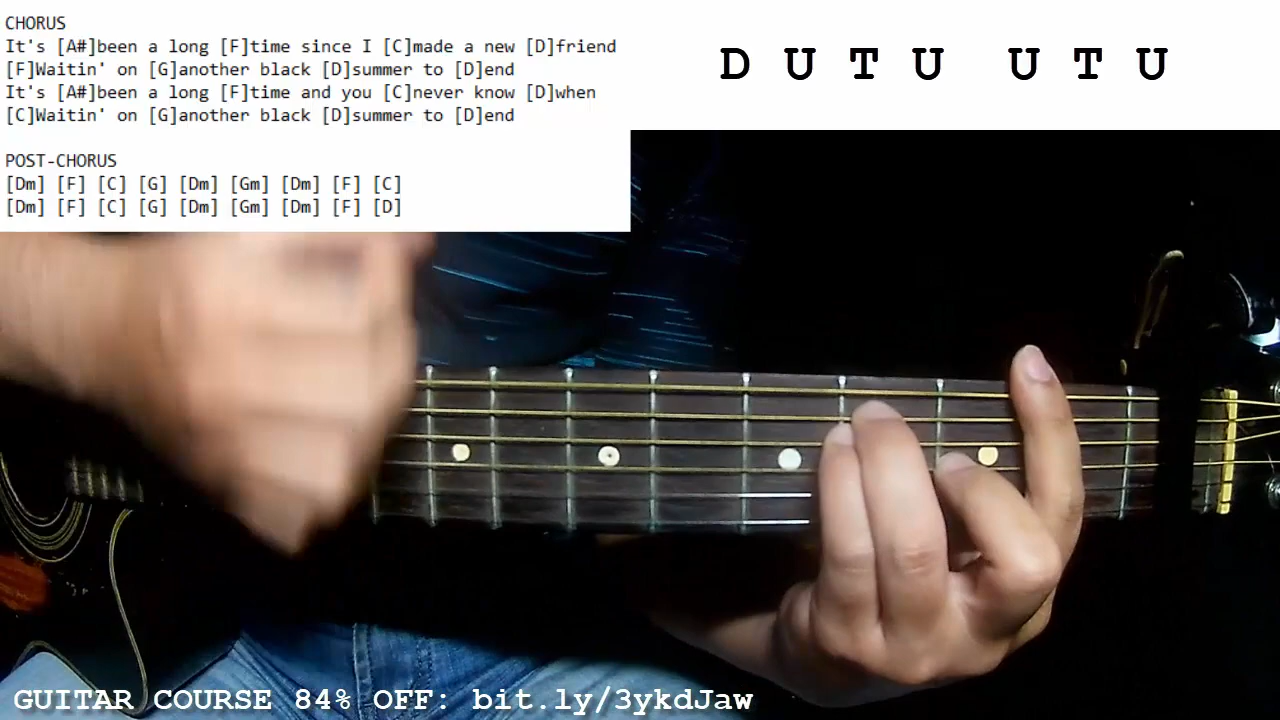 CHORUS
It's [A#]been a long [F]time since I [C]made a new [D]friend
[F]Waitin' on [G]another black [D]summer to [D]end
It's [A#]been a long [F]time and you [C]never know [D]when
[C]Waitin' on [G]another black [D]summer to [D]end
POST-CHORUS
[Dm] [F] [C] [G] [Dm] [Gm] [Dm] [F] [C]
[Dm] [F] [C] [G] [Dm] [Gm] [Dm] [F] [D]
D U T U U T U
GUITAR COURSE 84% OFF: bit.ly/3ykdJaw